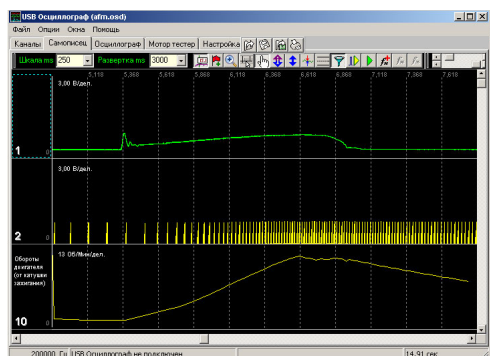 USB Осциллограф (afm.osd)
Файл Опции Окна Помощь
Каналы Самописец Осциллограф Мотортестер Настройка
Шкала ms 250 Развертка ms 3000
5,118 5,368 5,618 5,868 6,118 6,368 6,618 6,868 7,118 7,368 7,618
3,00 В/дел.
1 0
3,00 В/дел.
2 0
13 Об/Мин/дел.
Обороты
двигателя
(от катушки
зажигания)
10 0
200000 Гц USB Осциллограф не подключен 14,91 сек